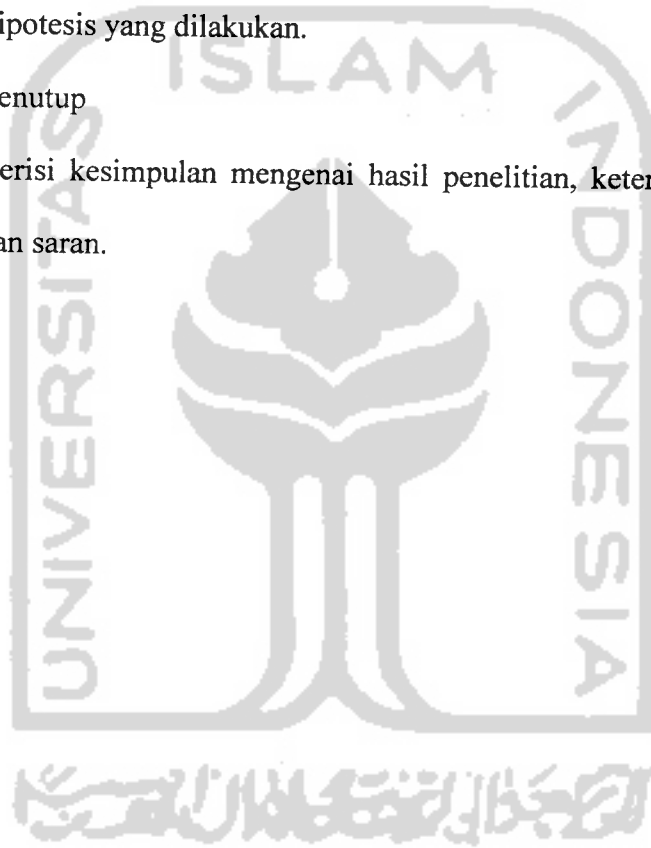 ipotesis yang dilakukan.
enutup
erisi kesimpulan mengenai hasil penelitian, keter
an saran.
ISLAM
UNIVERSITAS
INDONESIA